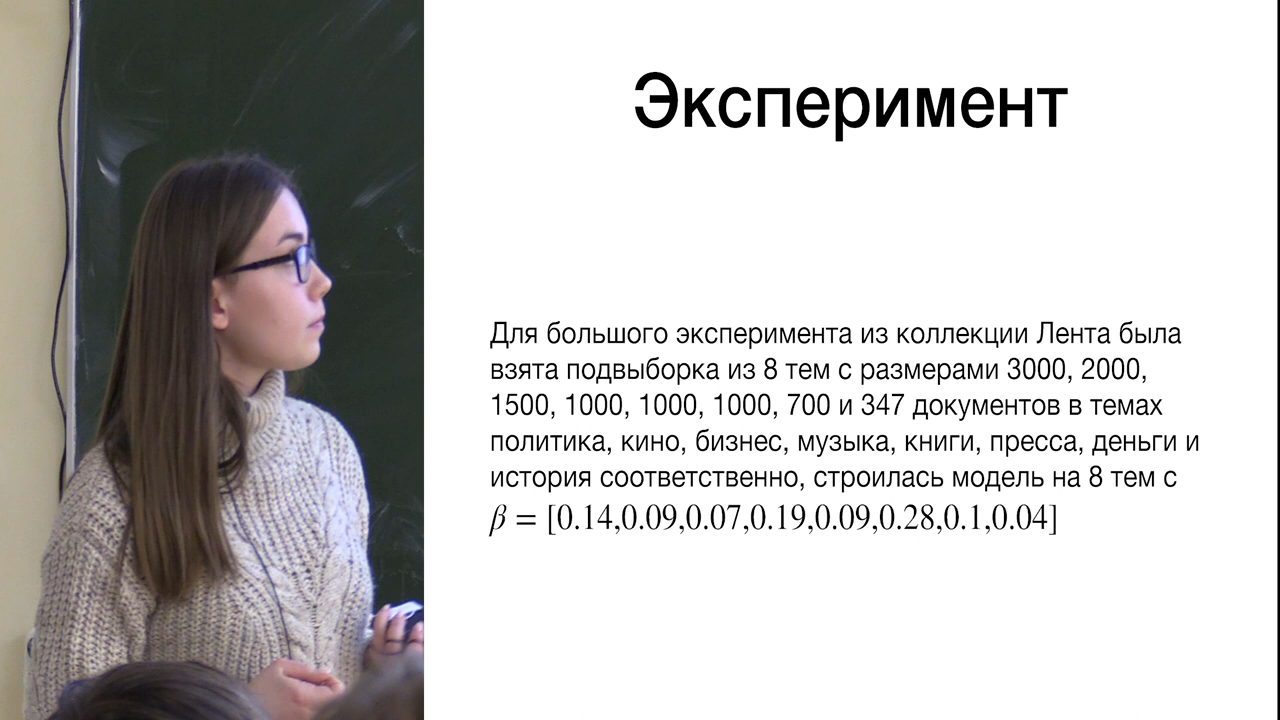 Эксперимент
Для большого эксперимента из коллекции Лента была
взята подвыборка из 8 тем с размерами 3000, 2000,
1500, 1000, 1000, 1000, 700 и 347 документов в темах
политика, кино, бизнес, музыка, книги, пресса, деньги и
история соответственно, строилась модель на 8 тем с
β = [0.14,0.09,0.07,0.19,0.09,0.28,0.1,0.04]